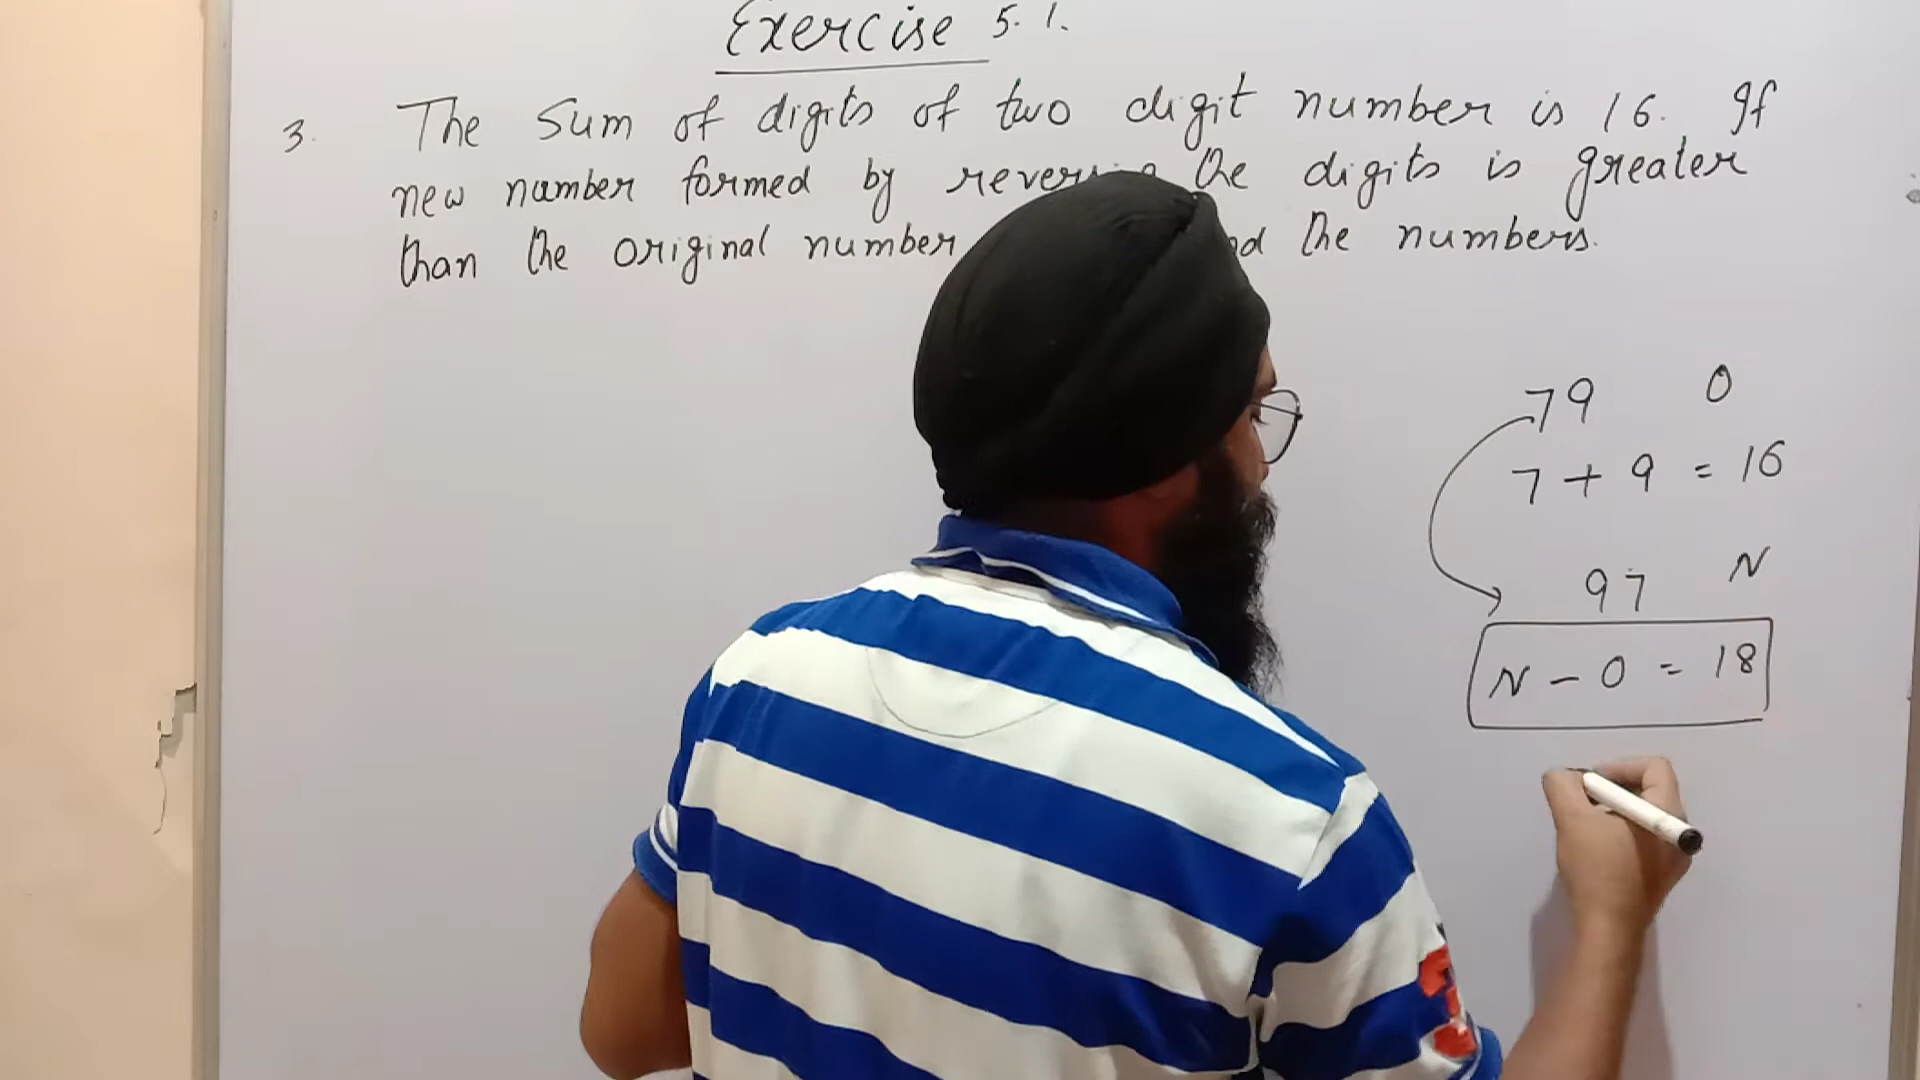 Exercise 5.1.
3. The sum of digits of two digit number is 16. If
new number formed by the digits is greater
than the original number the numbers.
79 O
7 + 9 = 16
97 N
N - O = 18